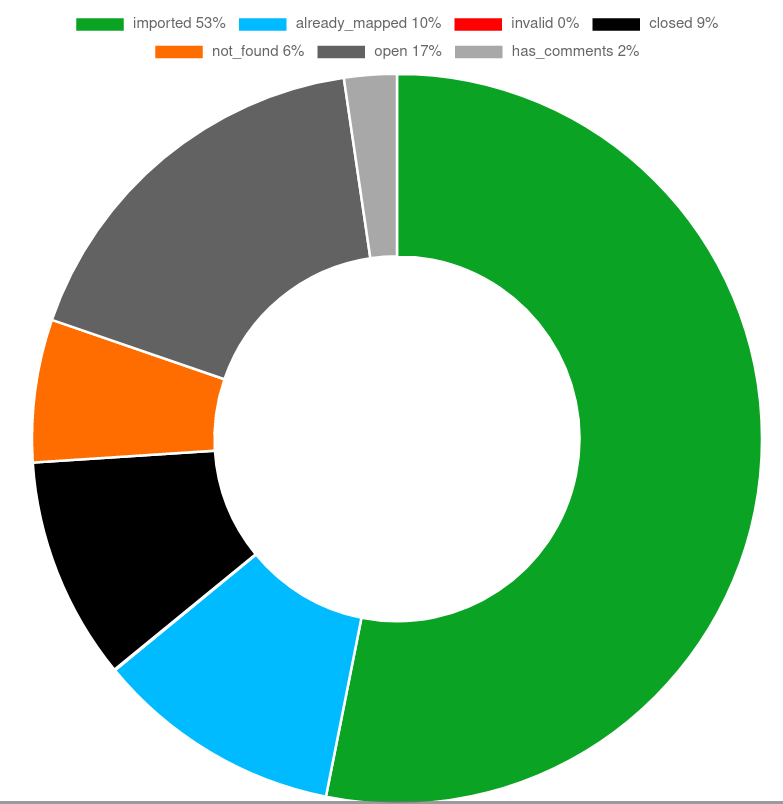 imported 53% already_mapped 10% invalid 0% closed 9%
not_found 6% open 17% has_comments 2%